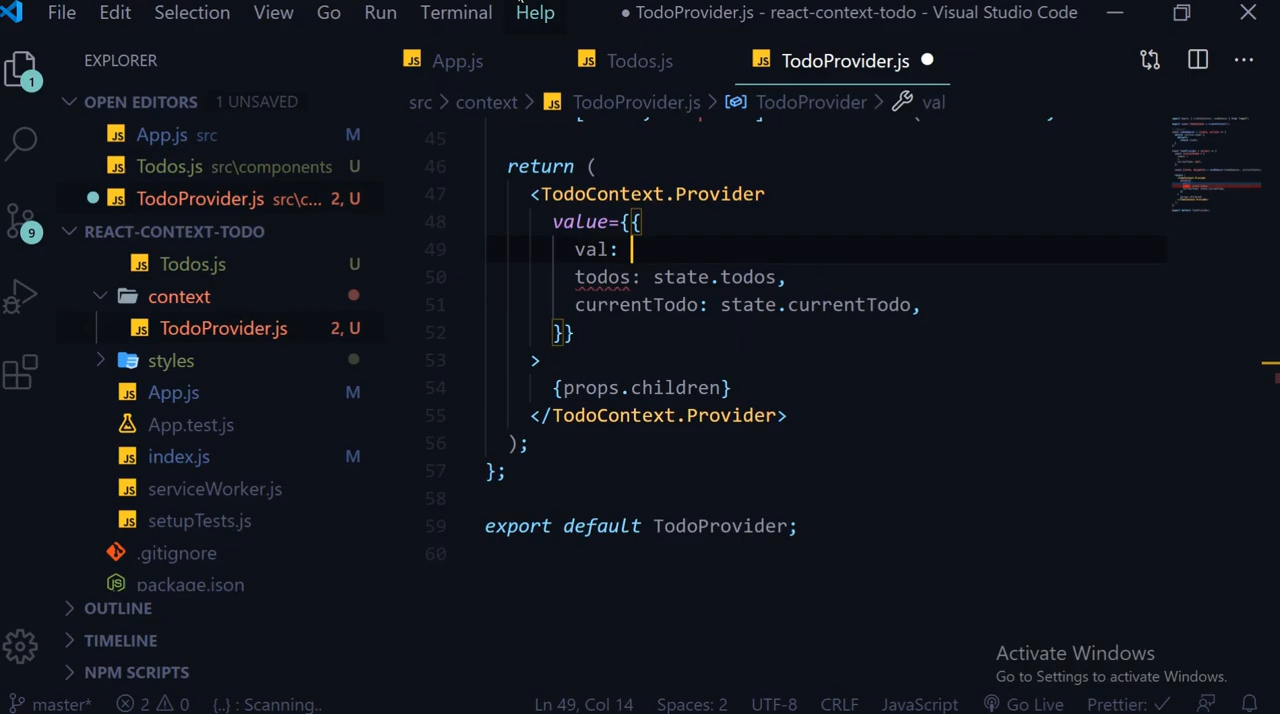 File Edit Selection View Go Run Terminal Help ● TodoProvider.js - react-context-todo - Visual Studio Code
EXPLORER
App.js Todos.js TodoProvider.js
OPEN EDITORS 1 UNSAVED
src > context > TodoProvider.js > TodoProvider > val
App.js src M
Todos.js src\components U
TodoProvider.js src\c... 2, U
REACT-CONTEXT-TODO
Todos.js U
context
TodoProvider.js 2, U
styles
App.js M
App.test.js
index.js M
serviceWorker.js
setupTests.js
.gitignore
package.json
OUTLINE
TIMELINE
NPM SCRIPTS
45
46 return (
47 <TodoContext.Provider
48 value={{
49 val:
50 todos: state.todos,
51 currentTodo: state.currentTodo,
52 }}
53 >
54 {props.children}
55 </TodoContext.Provider>
56 );
57 };
58
59 export default TodoProvider;
60
Activate Windows
Go to Settings to activate Windows.
1
9
master* 2 0 {..} : Scanning.. Ln 49, Col 14 Spaces: 2 UTF-8 CRLF JavaScript Go Live Prettier: ✓